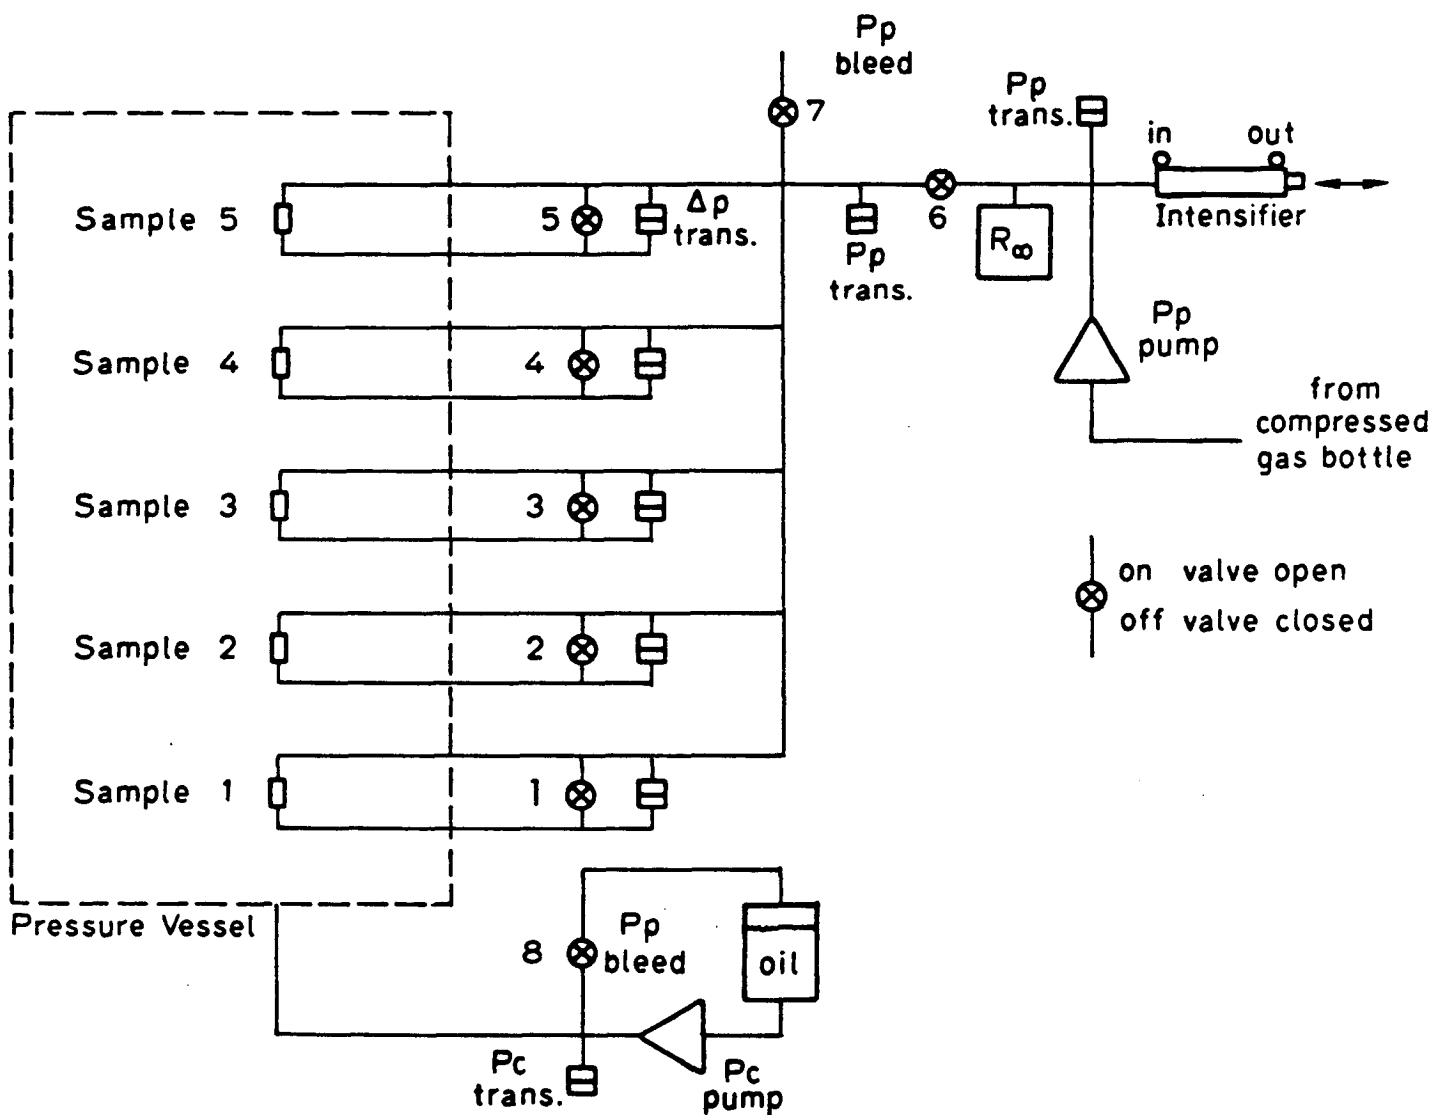 Pp
bleed
7
Pp
trans.
in out
Intensifier
Sample 5
5
Δp
trans.
Pp
trans.
6
R∞
Pp
pump
from
compressed
gas bottle
Sample 4
4
Sample 3
3
on valve open
off valve closed
Sample 2
2
Sample 1
1
Pressure Vessel
8
Pp
bleed
oil
Pc
trans.
Pc
pump